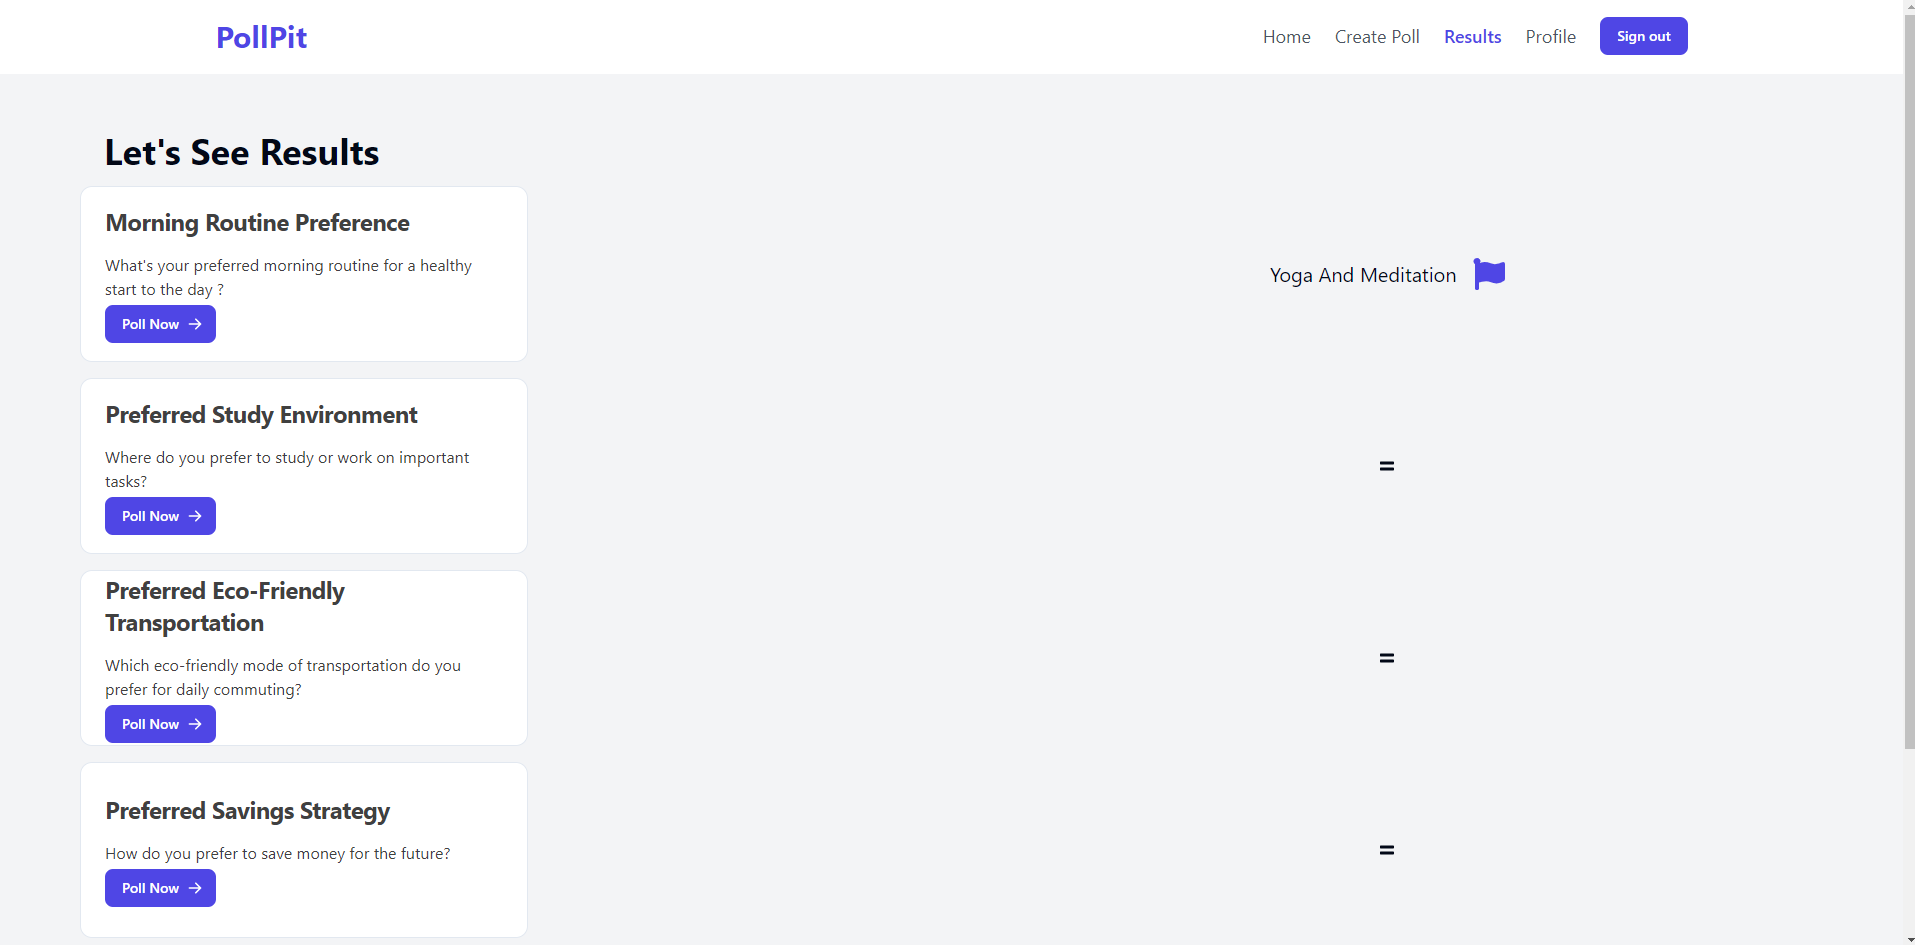 PollPit
Home Create Poll Results Profile Sign out
Let's See Results
Morning Routine Preference
What's your preferred morning routine for a healthy
start to the day ?
Poll Now
Yoga And Meditation
Preferred Study Environment
Where do you prefer to study or work on important
tasks?
Poll Now
=
Preferred Eco-Friendly
Transportation
Which eco-friendly mode of transportation do you
prefer for daily commuting?
Poll Now
=
Preferred Savings Strategy
How do you prefer to save money for the future?
Poll Now
=